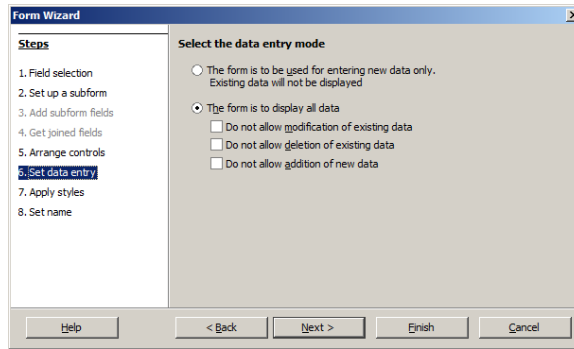 Form Wizard
Steps
1. Field selection
2. Set up a subform
3. Add subform fields
4. Get joined fields
5. Arrange controls
6. Set data entry
7. Apply styles
8. Set name
Select the data entry mode
The form is to be used for entering new data only.
Existing data will not be displayed
The form is to display all data
Do not allow modification of existing data
Do not allow deletion of existing data
Do not allow addition of new data
Help
< Back
Next >
Finish
Cancel